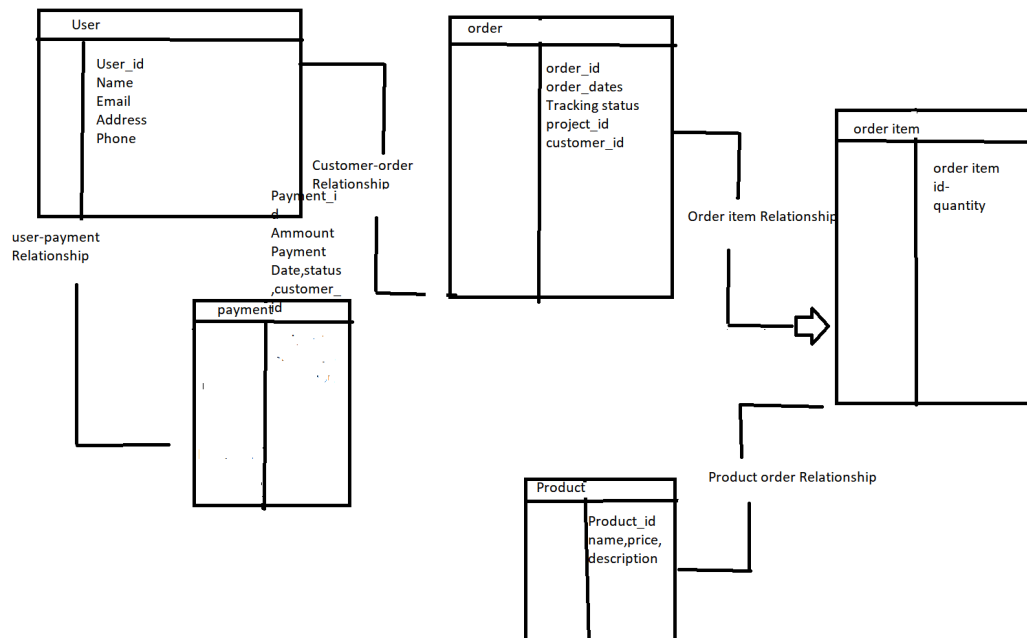 User
User_id
Name
Email
Address
Phone
order
order_id
order_dates
Tracking status
project_id
customer_id
order item
order item
id-
quantity
Customer-order
Relationship
Payment_i
d
Ammount
Payment
Date,status
,customer_
id
Order item Relationship
user-payment
Relationship
payment
Product order Relationship
Product
Product_id
name,price,
description